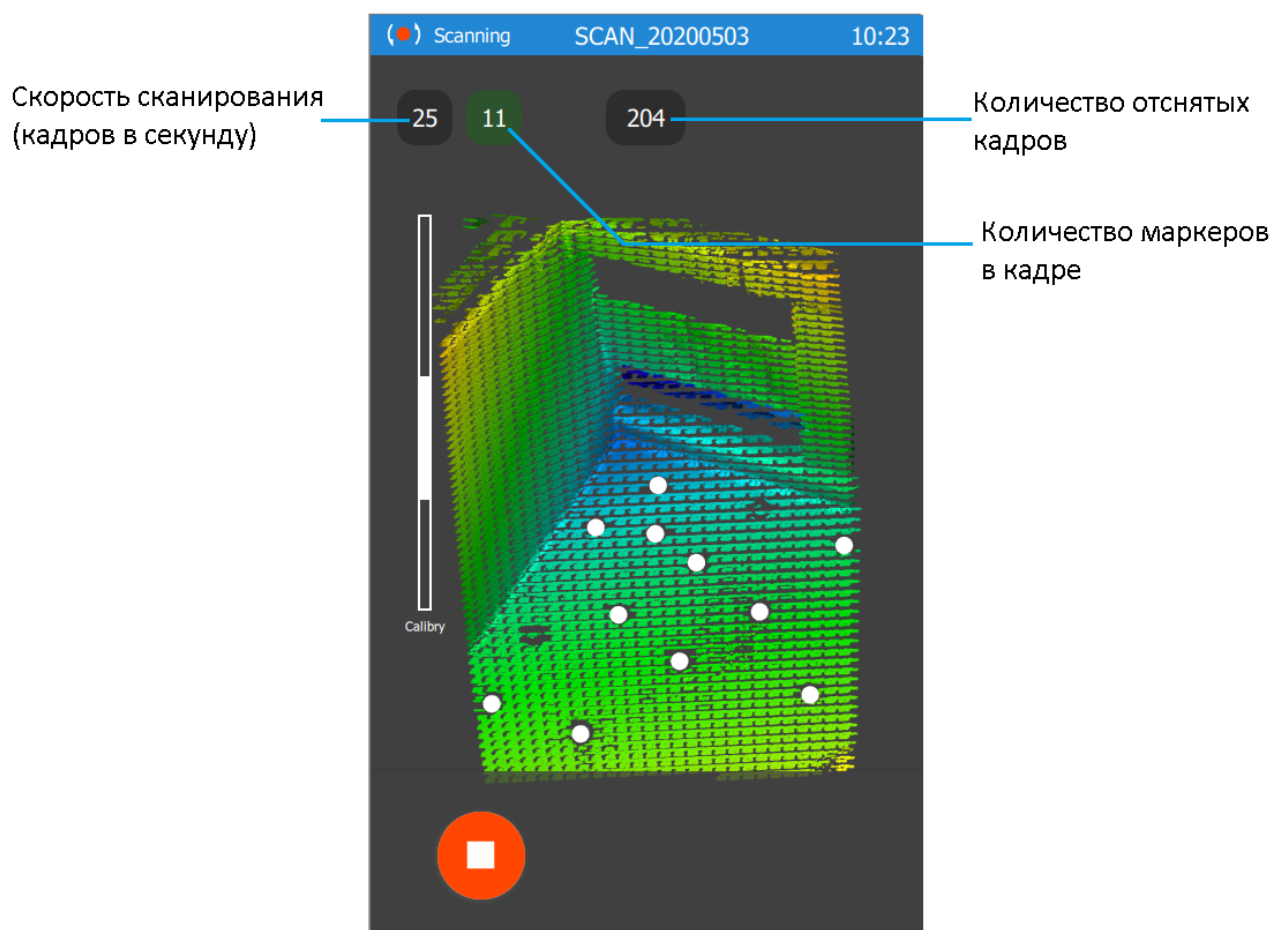 Scanning SCAN_20200503 10:23
Скорость сканирования
(кадров в секунду)
25 11 204
Количество отснятых
кадров
Количество маркеров
в кадре
Calibry